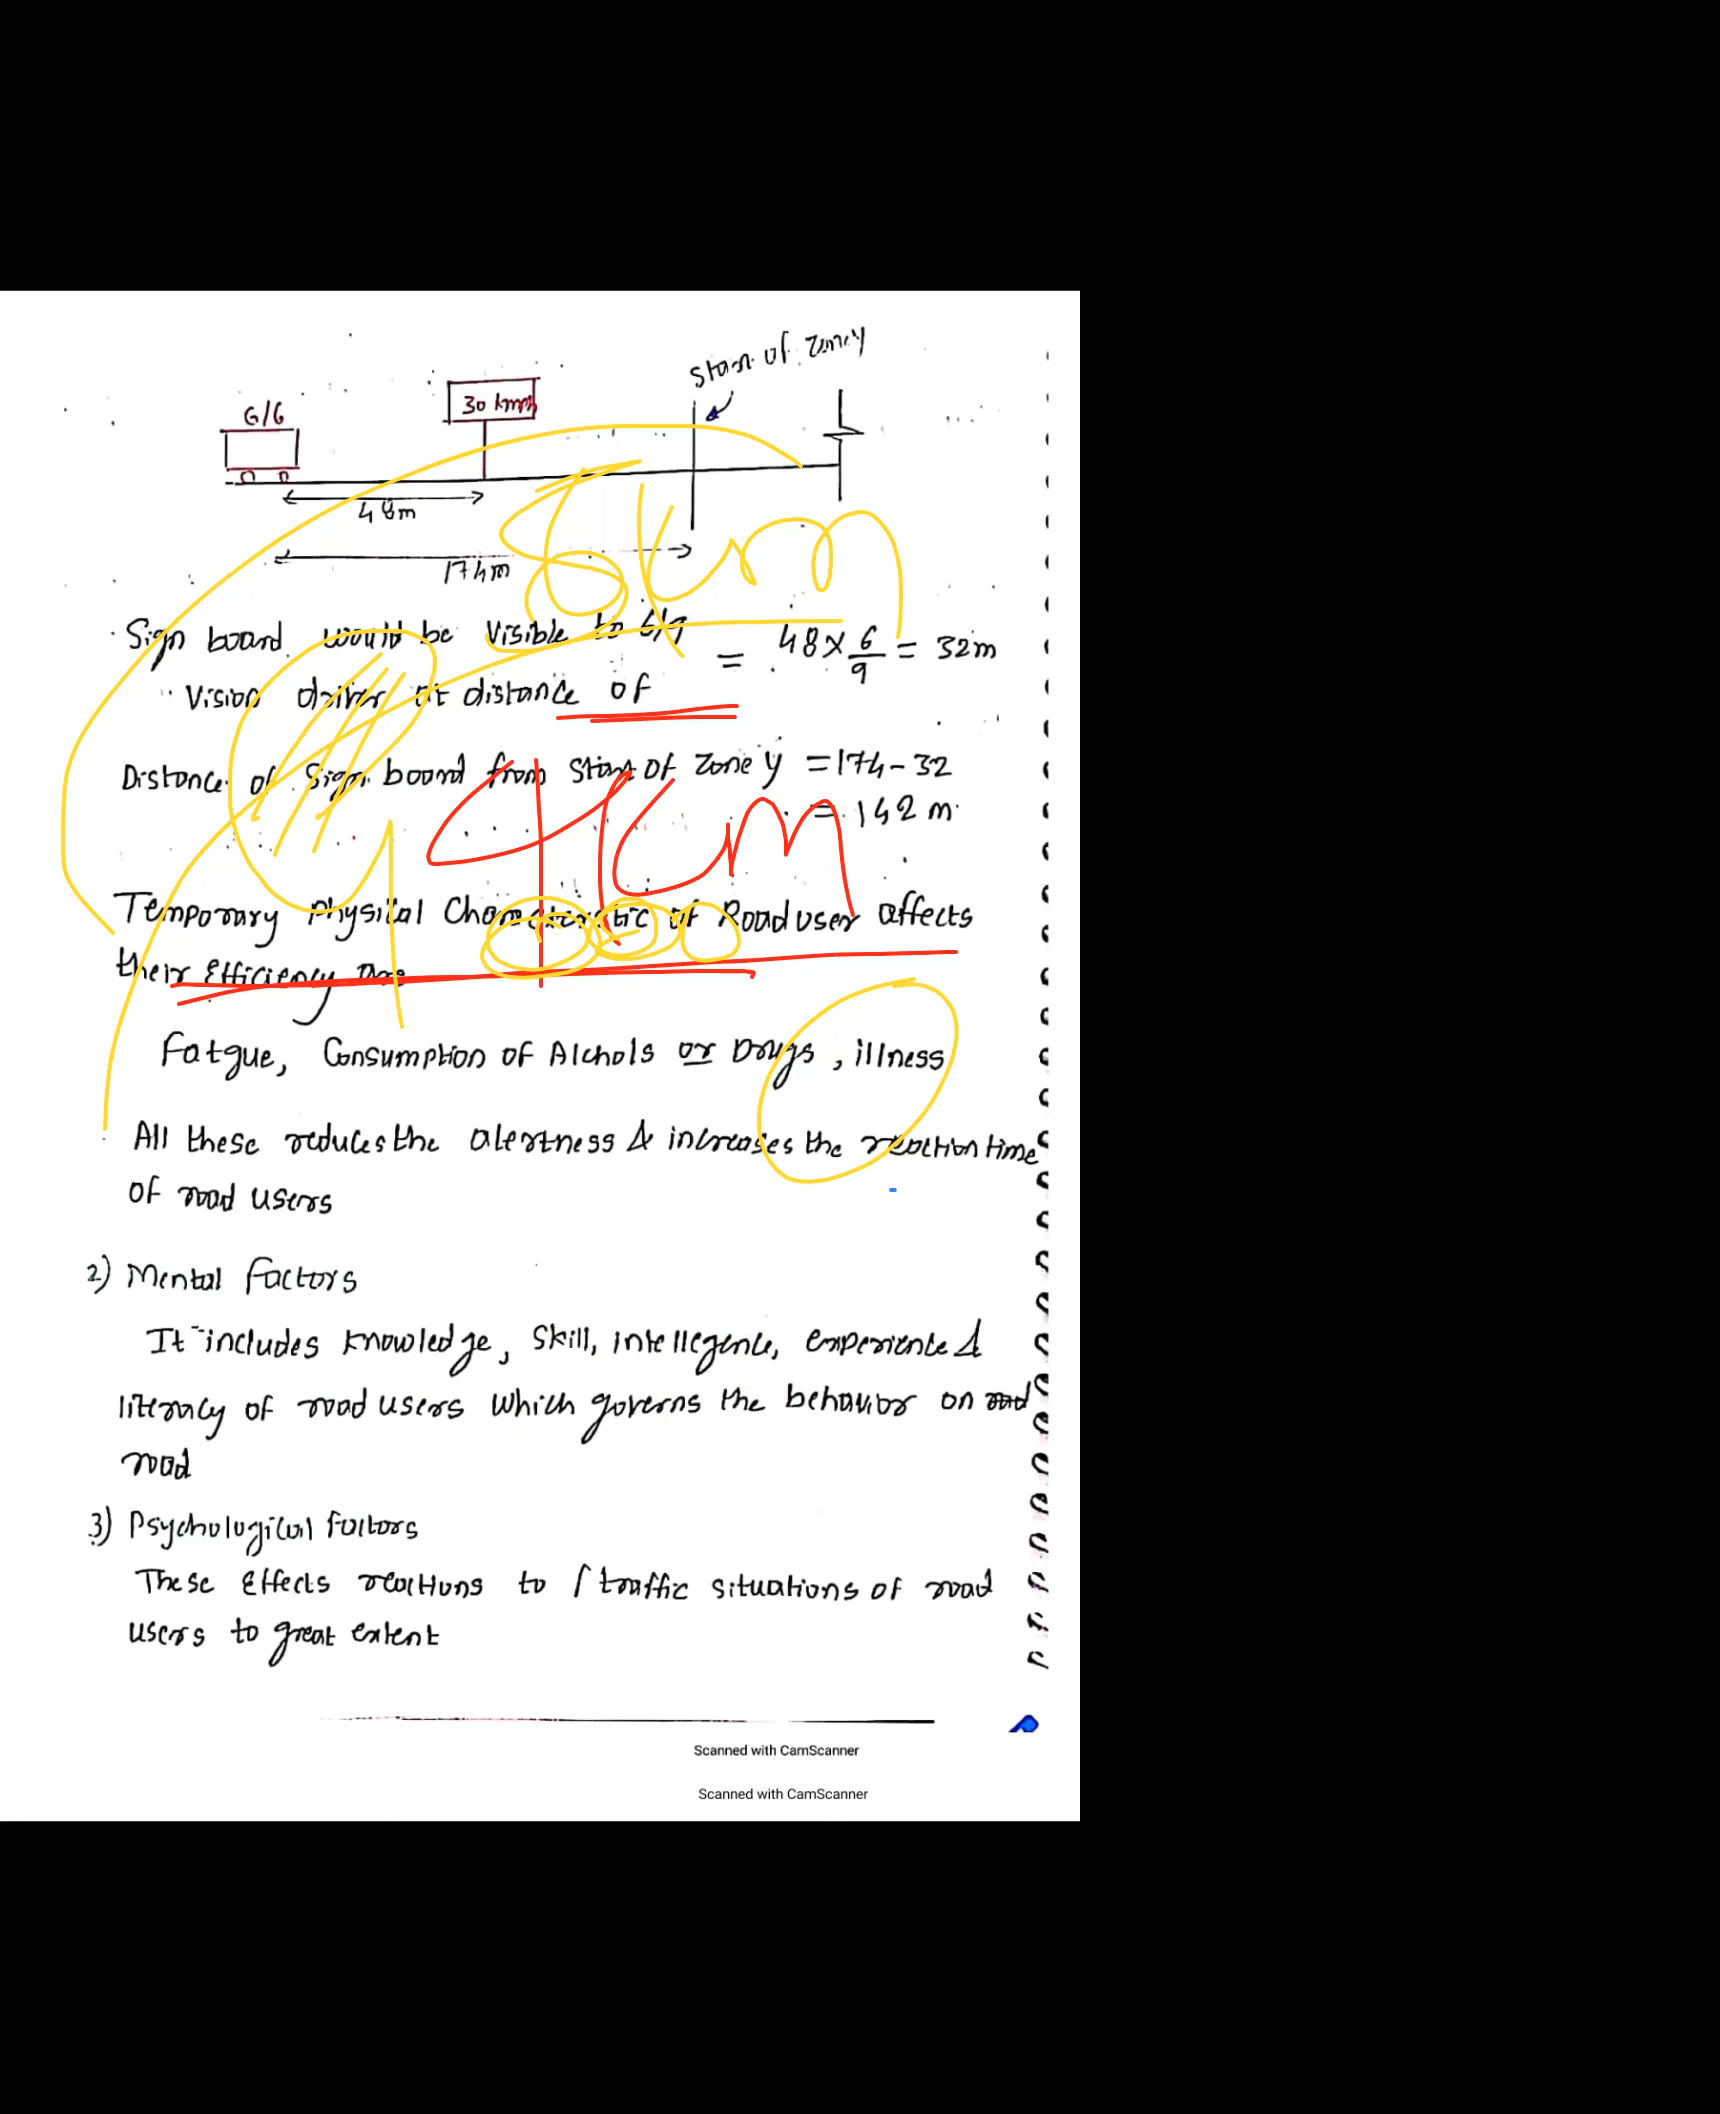 Start of Zone y
30 kmph
6/6
48m
174m
Sign board would be Visible to 6/9
= 48 × 6/9 = 32m
Vision driver at distance of
Distance of Sign board from Start of Zone y = 174 - 32
= 142 m
5km
4km
Temporary Physical Characteristic of Road user affects
their Efficiency are
Fatgue, Consumption of Alchols or Drugs, illness
All these reduces the alertness & increases the reaction time
of road users
2) Mental Factors
It includes knowledge, Skill, intellegence, experience &
literacy of road users which governs the behavior on
road
3) Psychological Factors
These Effects reactions to traffic situations of road
users to great extent
Scanned with CamScanner
Scanned with CamScanner